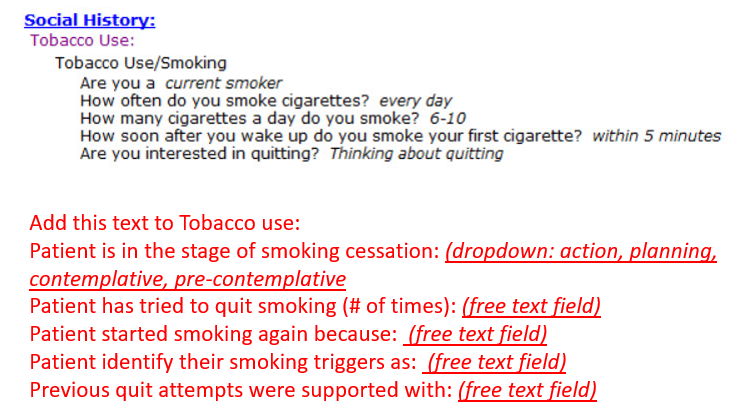 Social History:
Tobacco Use:
Tobacco Use/Smoking
Are you a current smoker
How often do you smoke cigarettes? every day
How many cigarettes a day do you smoke? 6-10
How soon after you wake up do you smoke your first cigarette? within 5 minutes
Are you interested in quitting? Thinking about quitting
Add this text to Tobacco use:
Patient is in the stage of smoking cessation: (dropdown: action, planning,
contemplative, pre-contemplative
Patient has tried to quit smoking (# of times): (free text field)
Patient started smoking again because: (free text field)
Patient identify their smoking triggers as: (free text field)
Previous quit attempts were supported with: (free text field)